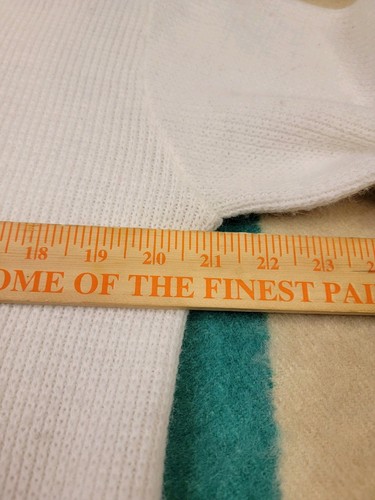 18 19 20 21 22 23
OME OF THE FINEST PAI